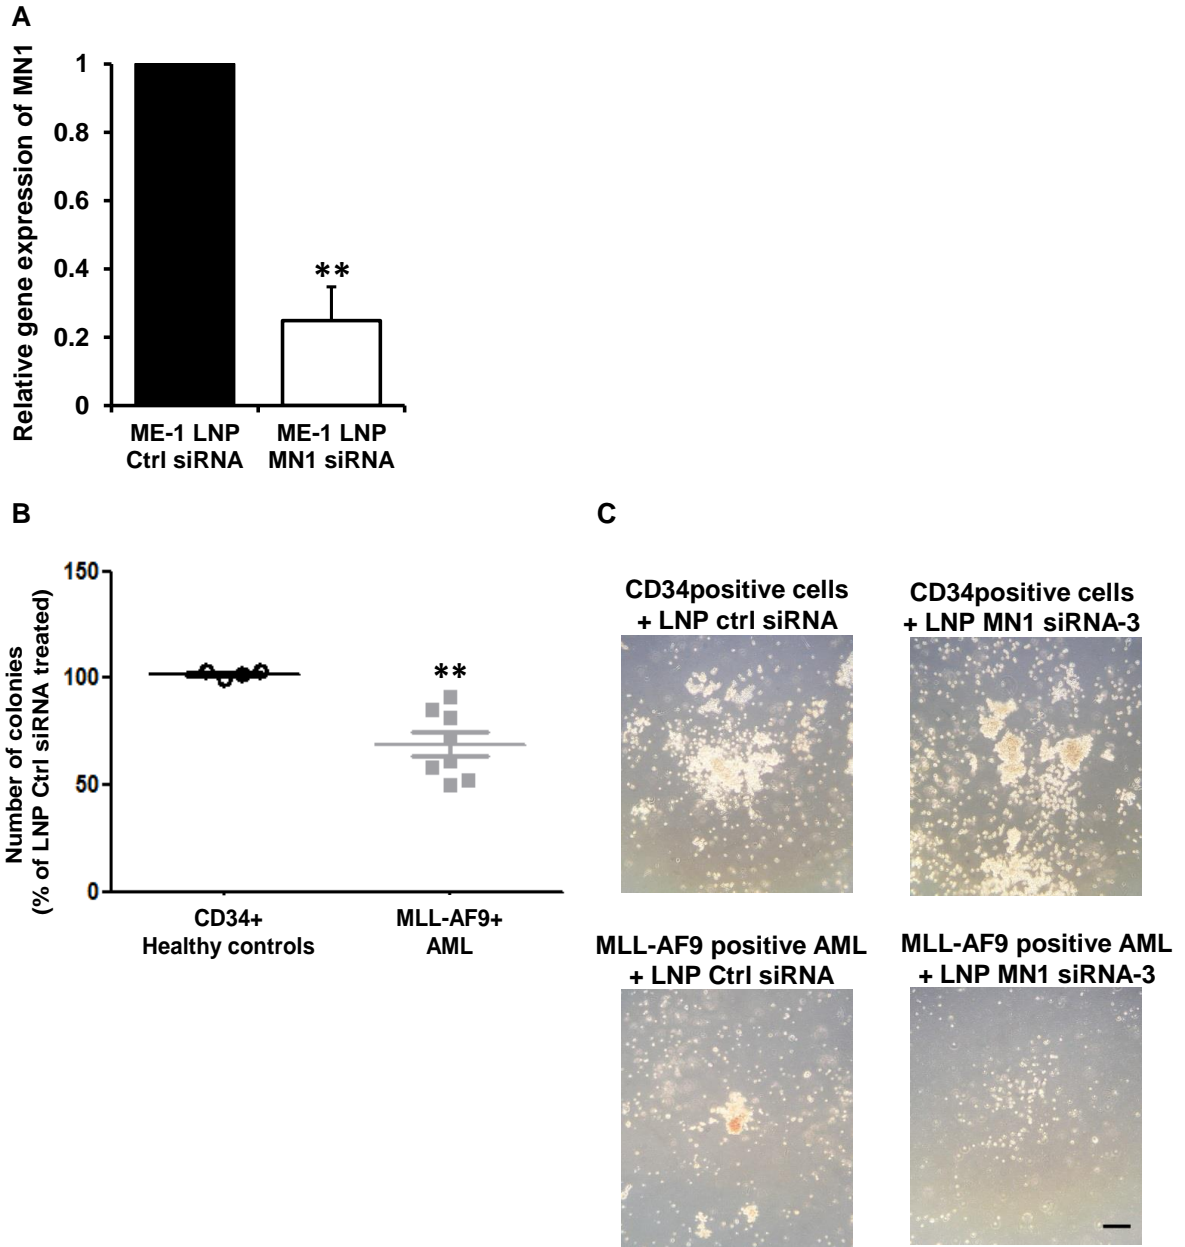 A
Relative gene expression of MN1
1
0.8
0.6
0.4
0.2
0
**
ME-1 LNP
Ctrl siRNA
ME-1 LNP
MN1 siRNA
B
Number of colonies
(% of LNP Ctrl siRNA treated)
150
100
50
0
**
CD34+
Healthy controls
MLL-AF9+
AML
C
CD34positive cells
+ LNP ctrl siRNA
CD34positive cells
+ LNP MN1 siRNA-3
MLL-AF9 positive AML
+ LNP Ctrl siRNA
MLL-AF9 positive AML
+ LNP MN1 siRNA-3